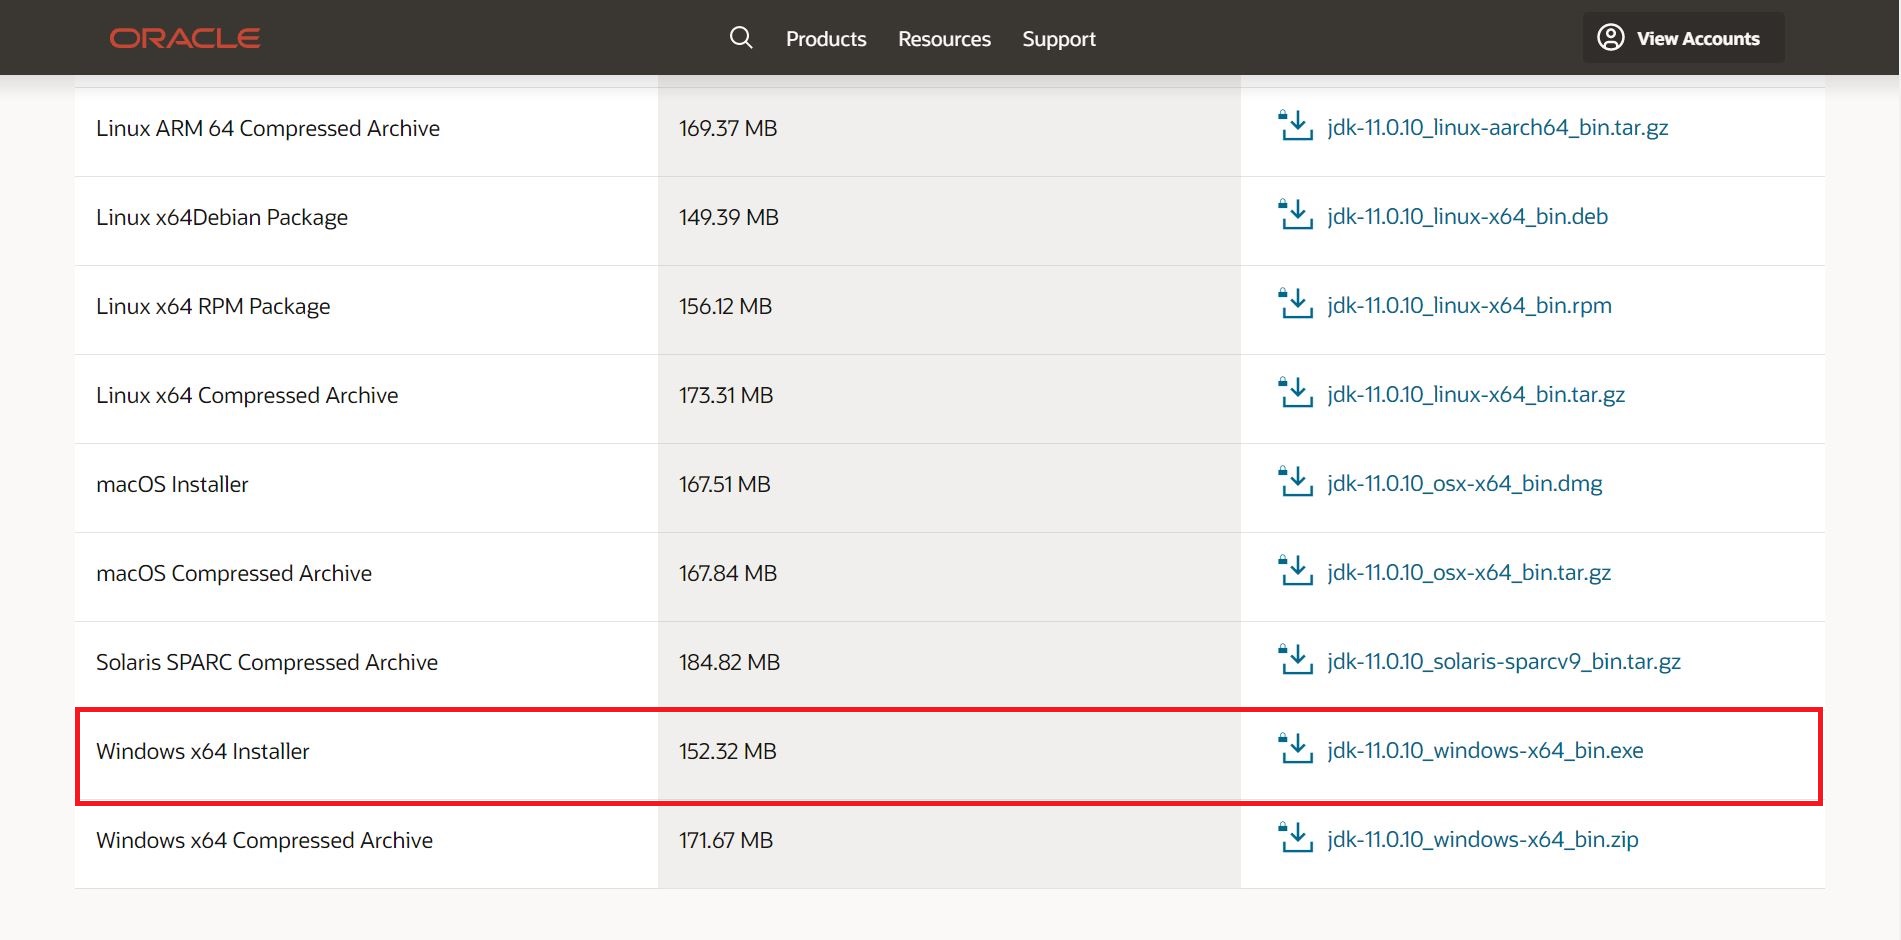 ORACLE Products Resources Support View Accounts
Linux ARM 64 Compressed Archive 169.37 MB jdk-11.0.10_linux-aarch64_bin.tar.gz
Linux x64Debian Package 149.39 MB jdk-11.0.10_linux-x64_bin.deb
Linux x64 RPM Package 156.12 MB jdk-11.0.10_linux-x64_bin.rpm
Linux x64 Compressed Archive 173.31 MB jdk-11.0.10_linux-x64_bin.tar.gz
macOS Installer 167.51 MB jdk-11.0.10_osx-x64_bin.dmg
macOS Compressed Archive 167.84 MB jdk-11.0.10_osx-x64_bin.tar.gz
Solaris SPARC Compressed Archive 184.82 MB jdk-11.0.10_solaris-sparcv9_bin.tar.gz
Windows x64 Installer 152.32 MB jdk-11.0.10_windows-x64_bin.exe
Windows x64 Compressed Archive 171.67 MB jdk-11.0.10_windows-x64_bin.zip